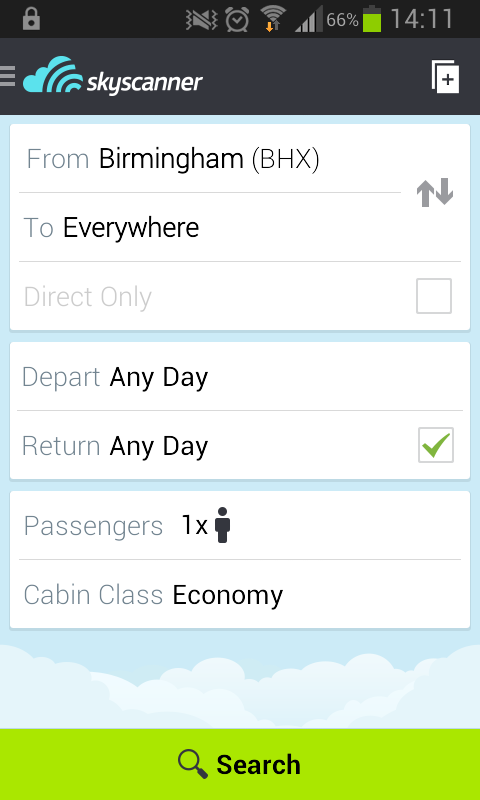 66% 14:11
skyscanner
From Birmingham (BHX)
To Everywhere
Direct Only
Depart Any Day
Return Any Day
Passengers 1x
Cabin Class Economy
Search